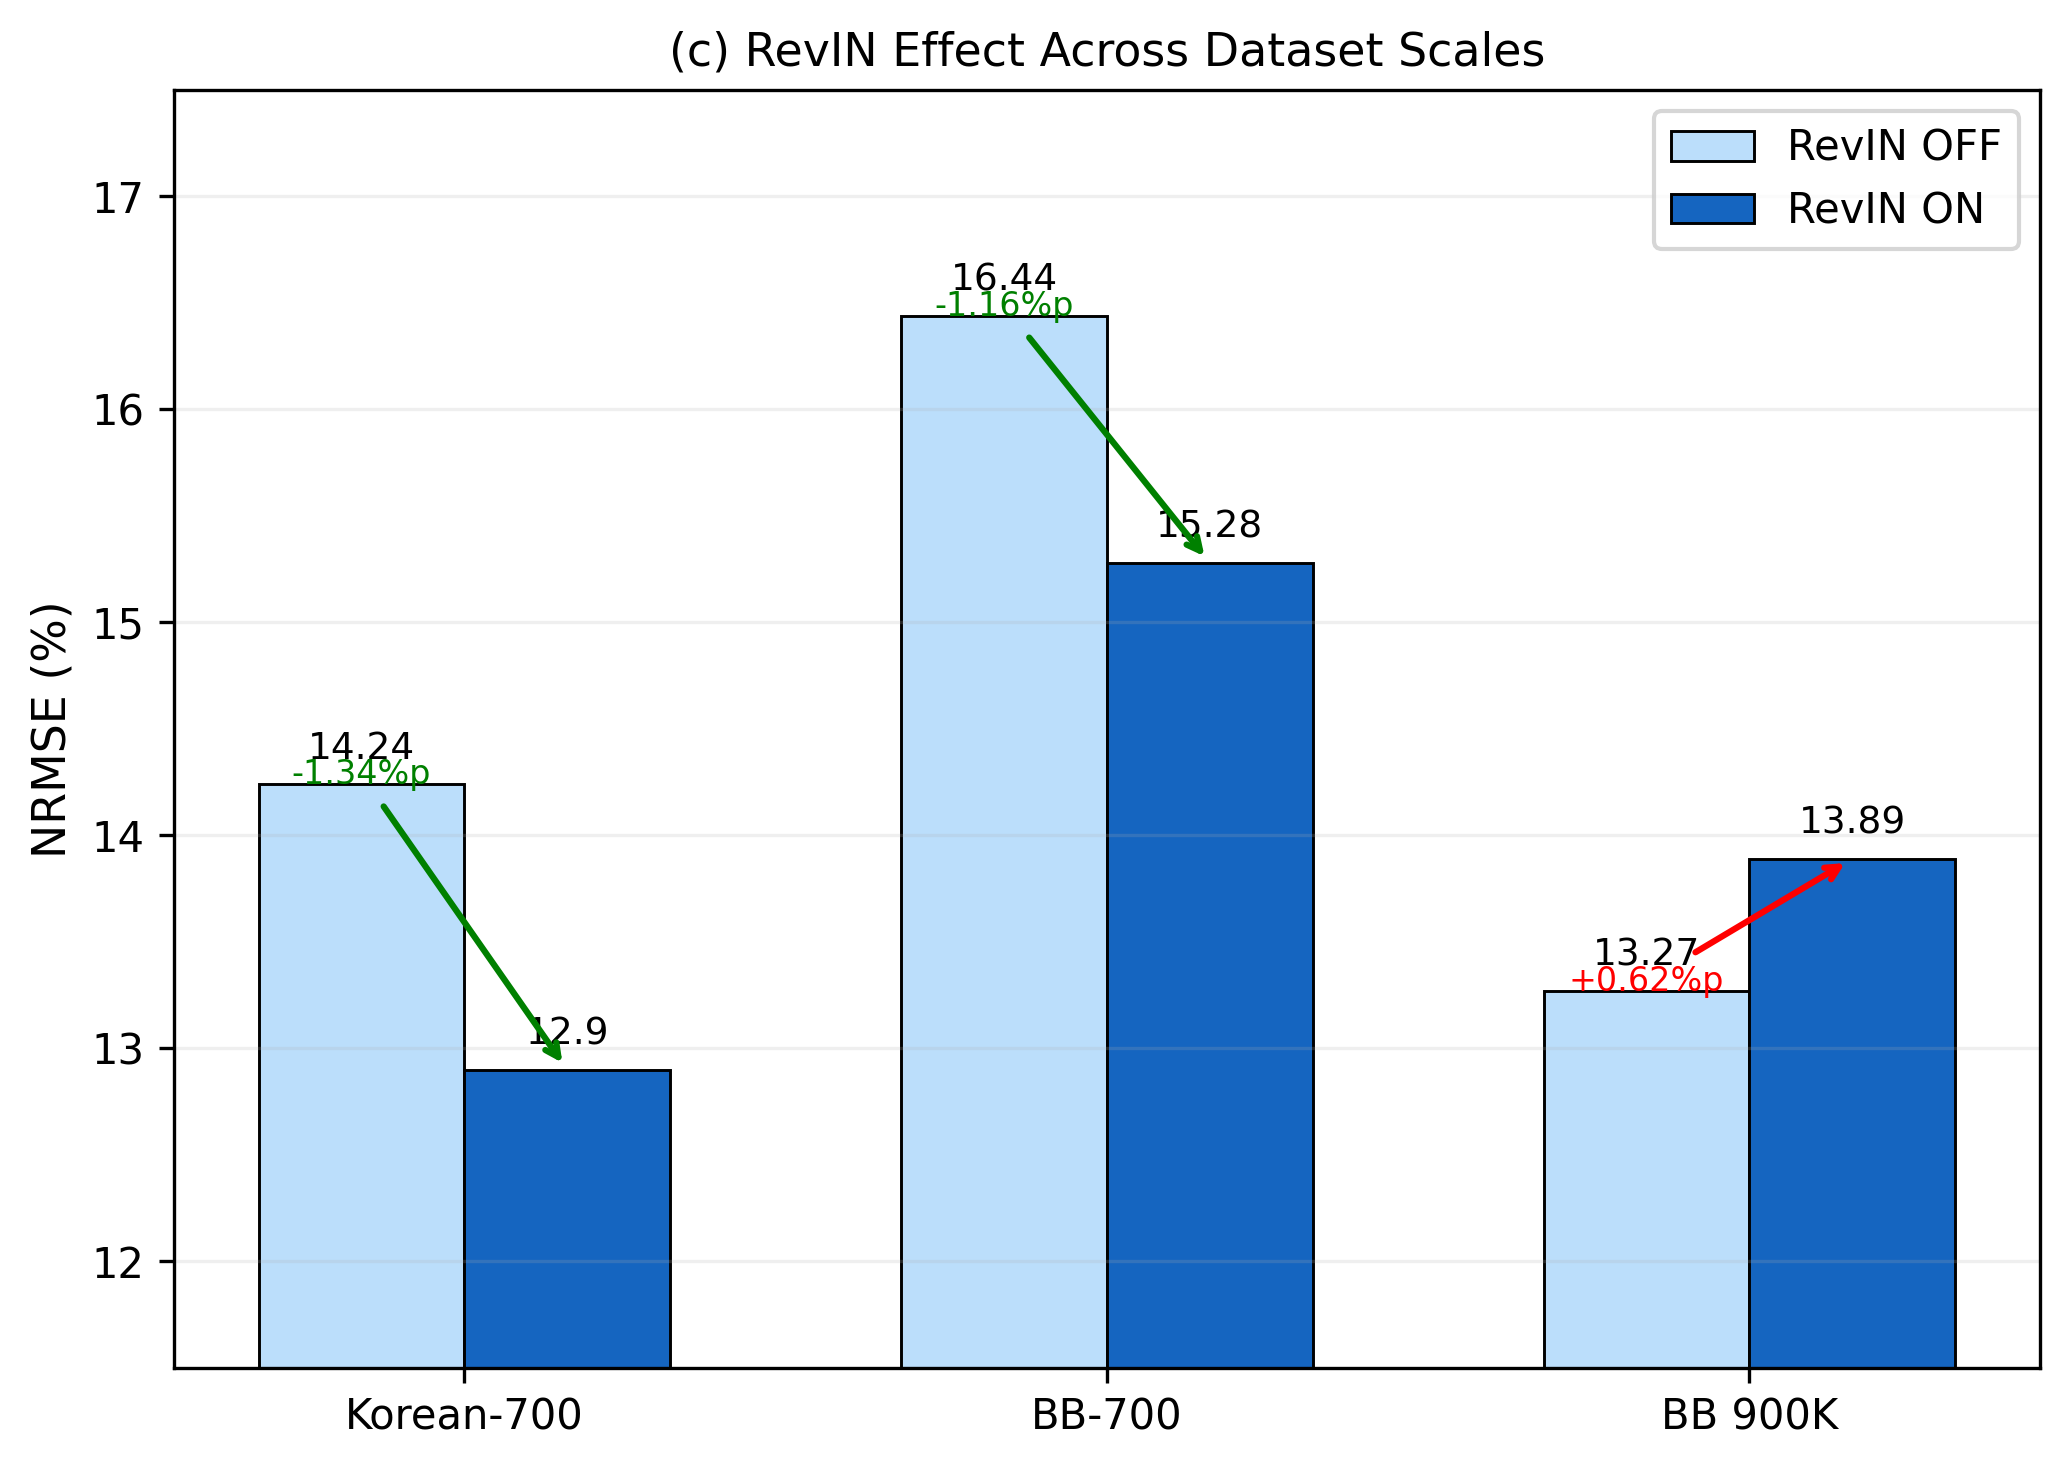 (c) RevIN Effect Across Dataset Scales
RevIN OFF
RevIN ON
NRMSE (%)
17
16
15
14
13
12
14.24
-1.34%p
12.9
16.44
-1.16%p
15.28
13.27
+0.62%p
13.89
Korean-700
BB-700
BB 900K